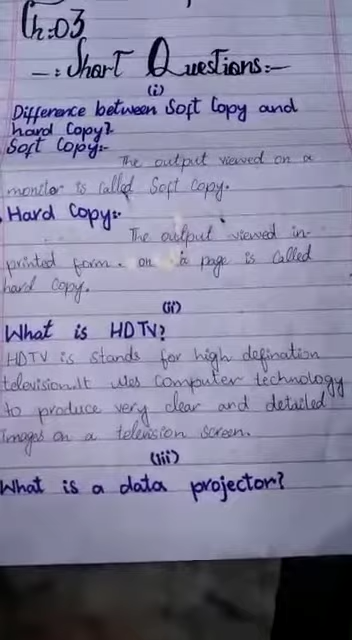 Ch:03
-: Short Questions:-
(i)
Difference between Soft Copy and
hard Copy?
Soft Copy:-
The output viewed on a
moniter is called Soft Copy.
Hard Copy:-
The output viewed in
printed form. on a page is called
hard copy.
(ii)
What is HDTV?
HDTV is stands for high defination
television.It uses computer technology
to produce very clear and detailed
images on a television screen.
(iii)
What is a data projector?